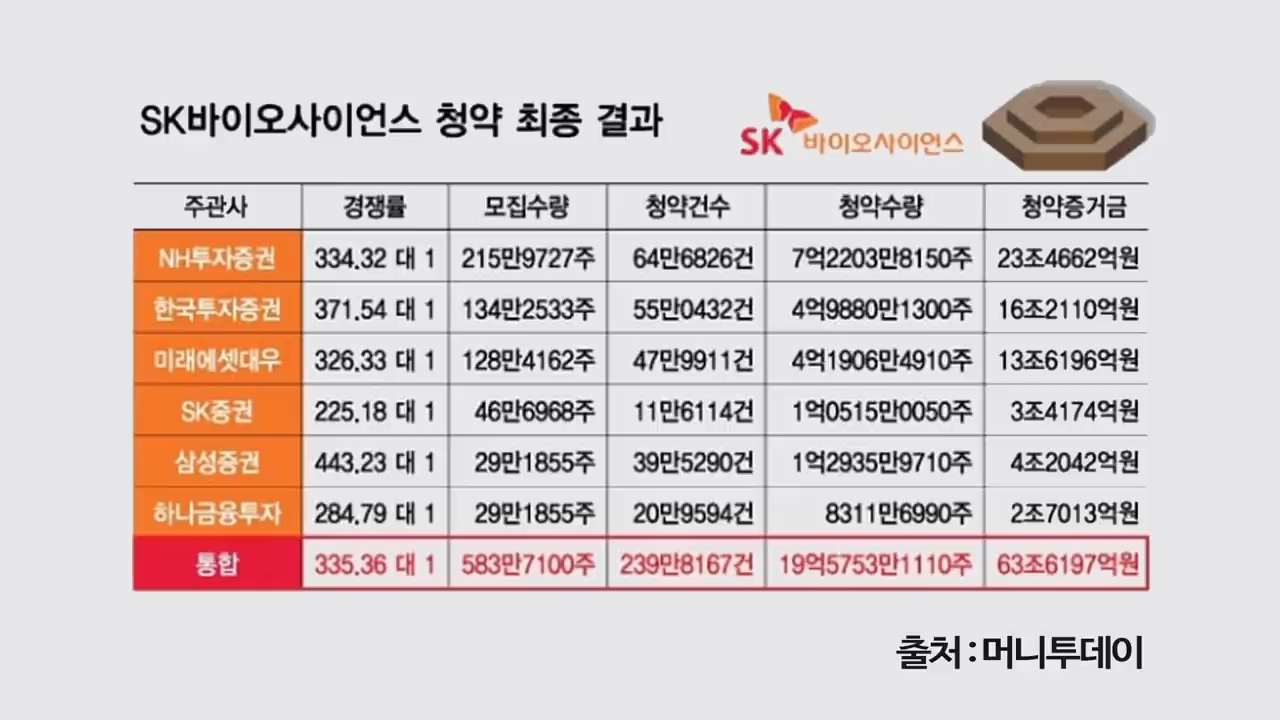 SK바이오사이언스 청약 최종 결과
SK 바이오사이언스
주관사 경쟁률 모집수량 청약건수 청약수량 청약증거금
NH투자증권 334.32 대 1 215만9727주 64만6826건 7억2203만8150주 23조4662억원
한국투자증권 371.54 대 1 134만2533주 55만0432건 4억9880만1300주 16조2110억원
미래에셋대우 326.33 대 1 128만4162주 47만9911건 4억1906만4910주 13조6196억원
SK증권 225.18 대 1 46만6968주 11만6114건 1억0515만0050주 3조4174억원
삼성증권 443.23 대 1 29만1855주 39만5290건 1억2935만9710주 4조2042억원
하나금융투자 284.79 대 1 29만1855주 20만9594건 8311만6990주 2조7013억원
통합 335.36 대 1 583만7100주 239만8167건 19억5753만1110주 63조6197억원
출처 : 머니투데이